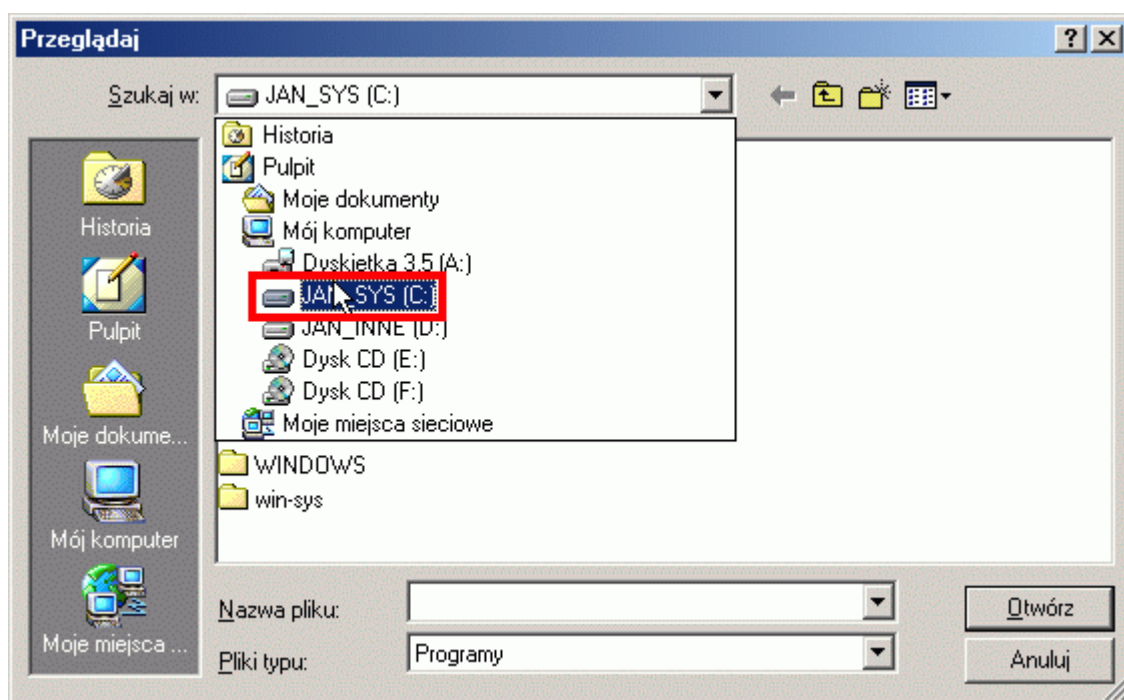 Przeglądaj
Szukaj w: JAN_SYS (C:)
Historia
Pulpit
Moje dokumenty
Mój komputer
Dyskietka 3.5 (A:)
JAN_SYS (C:)
JAN_INNE (D:)
Dysk CD (E:)
Dysk CD (F:)
Moje miejsca sieciowe
WINDOWS
win-sys
Historia
Pulpit
Moje dokume...
Mój komputer
Moje miejsca ...
Nazwa pliku:
Otwórz
Pliki typu: Programy
Anuluj